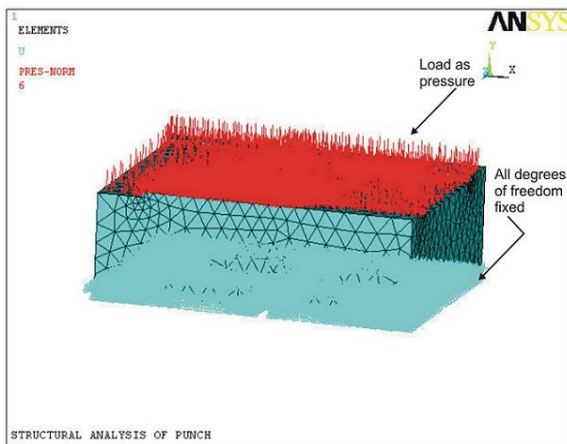 1
ELEMENTS
U
PRES-NORM
6
ANSYS
Y
Z
X
Load as
pressure
All degrees
of freedom
fixed
STRUCTURAL ANALYSIS OF PUNCH